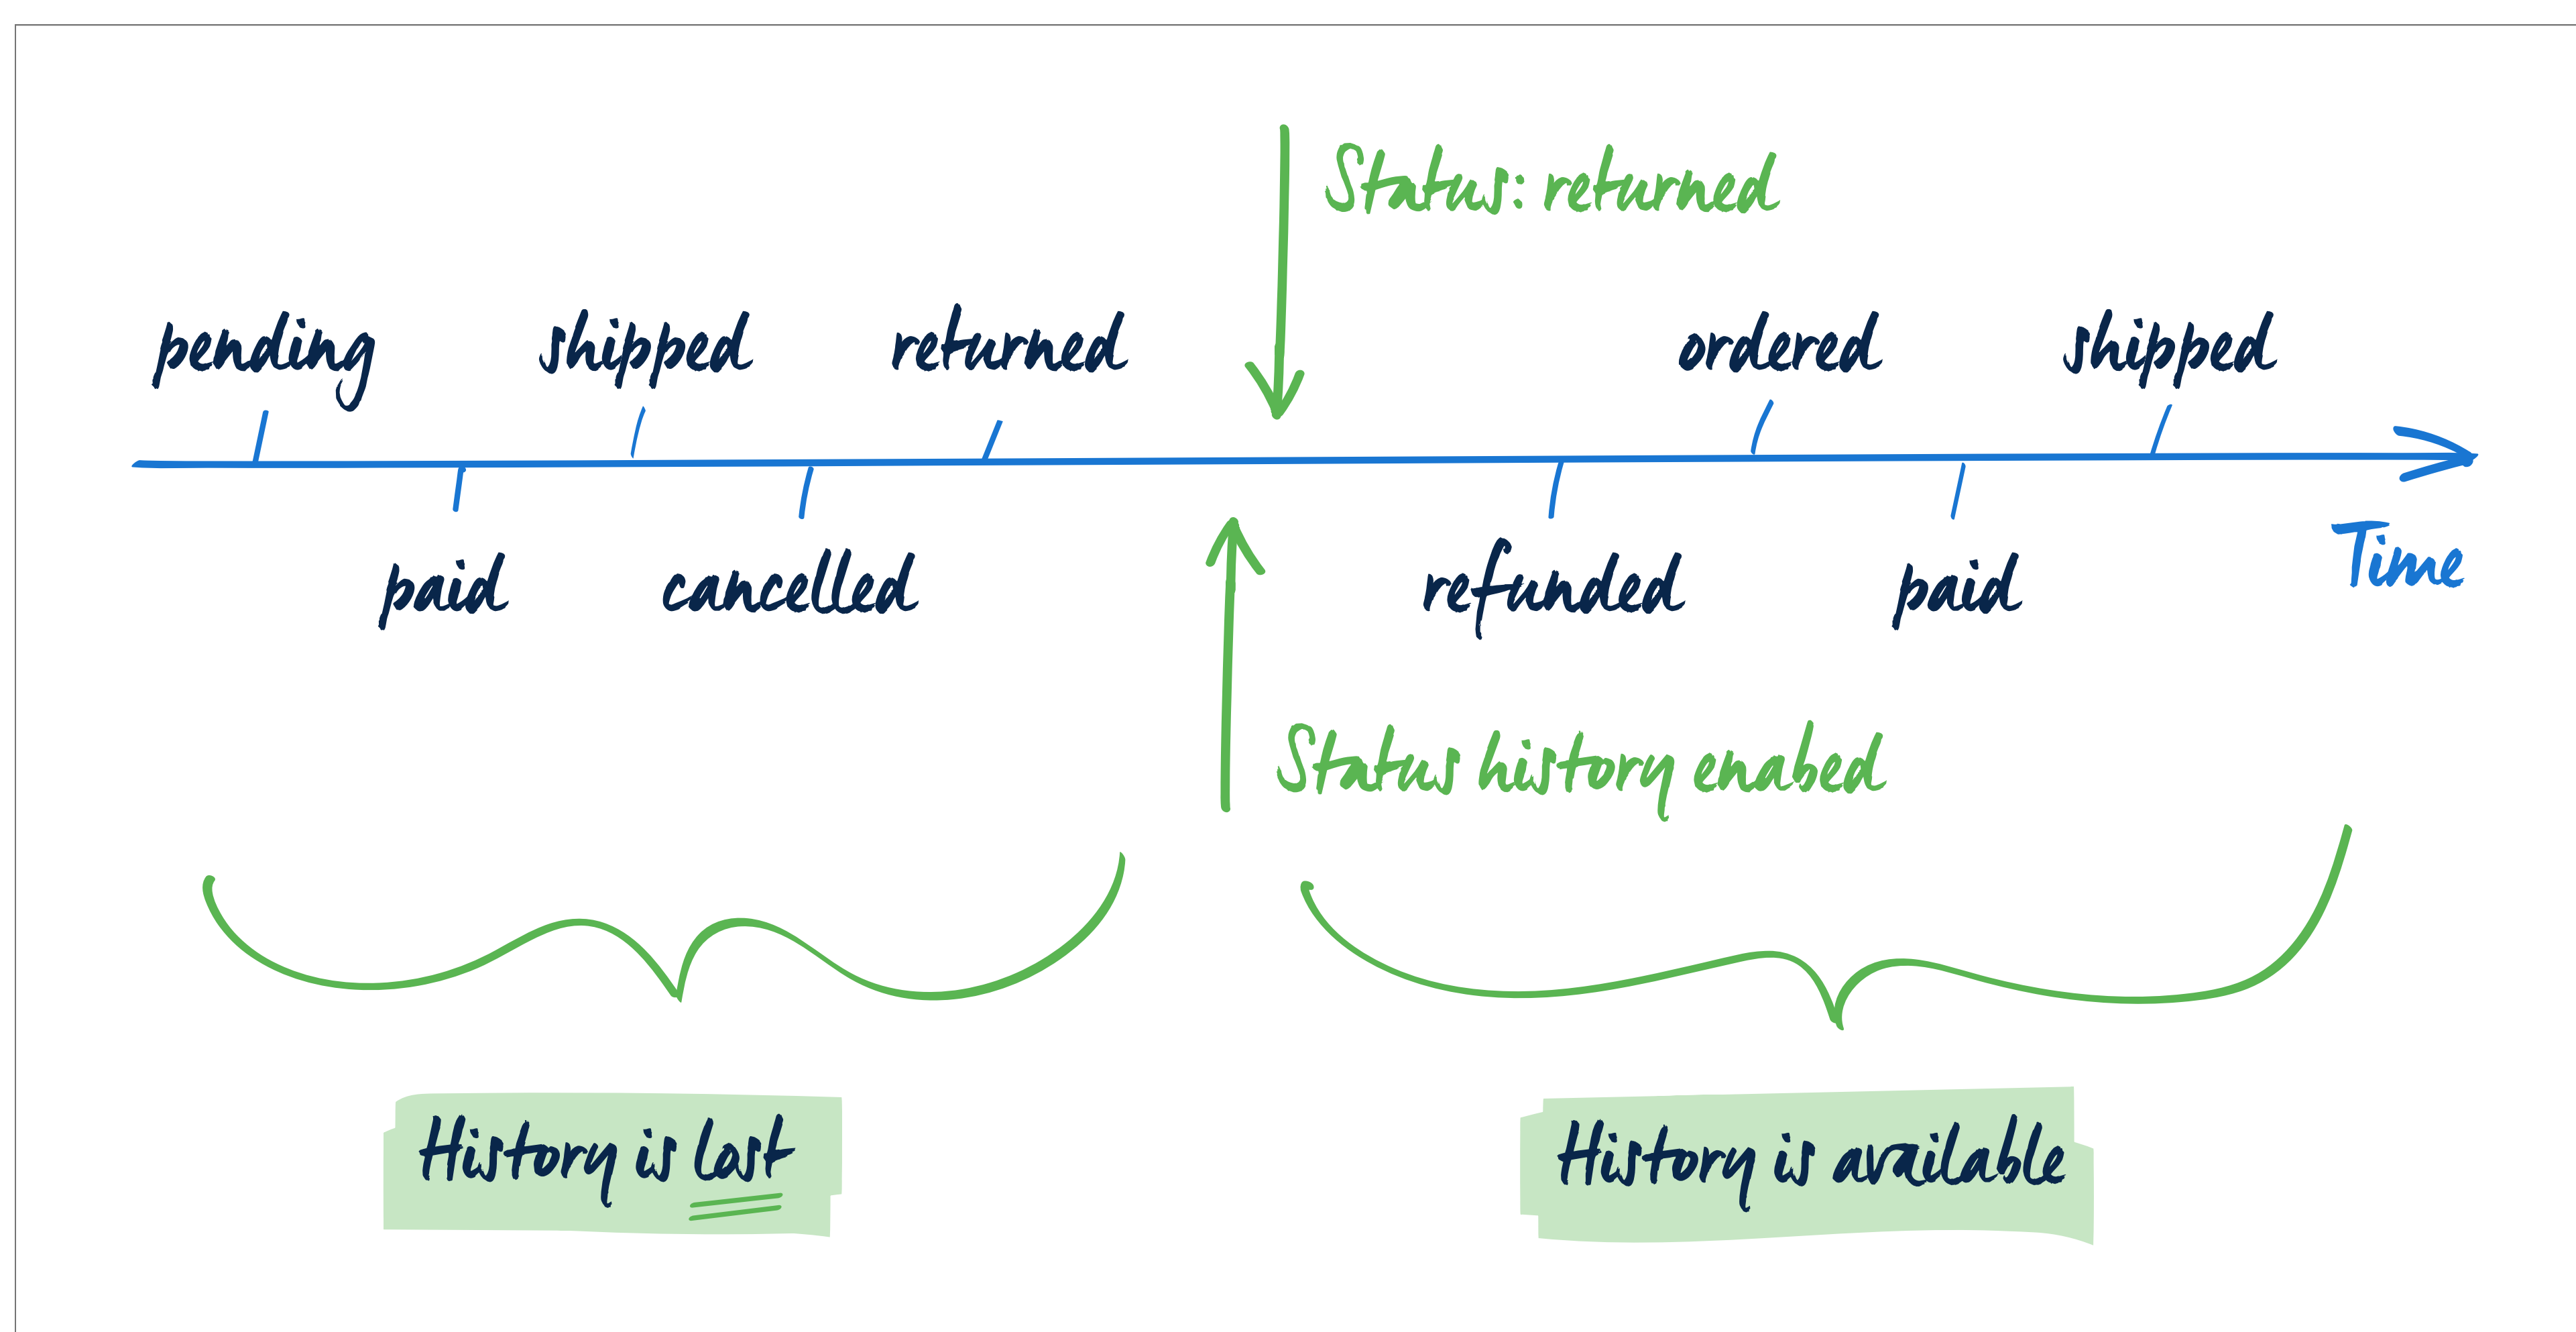 Status: returned
pending
shipped
returned
ordered
shipped
paid
cancelled
refunded
paid
Time
Status history enabed
History is lost
History is available